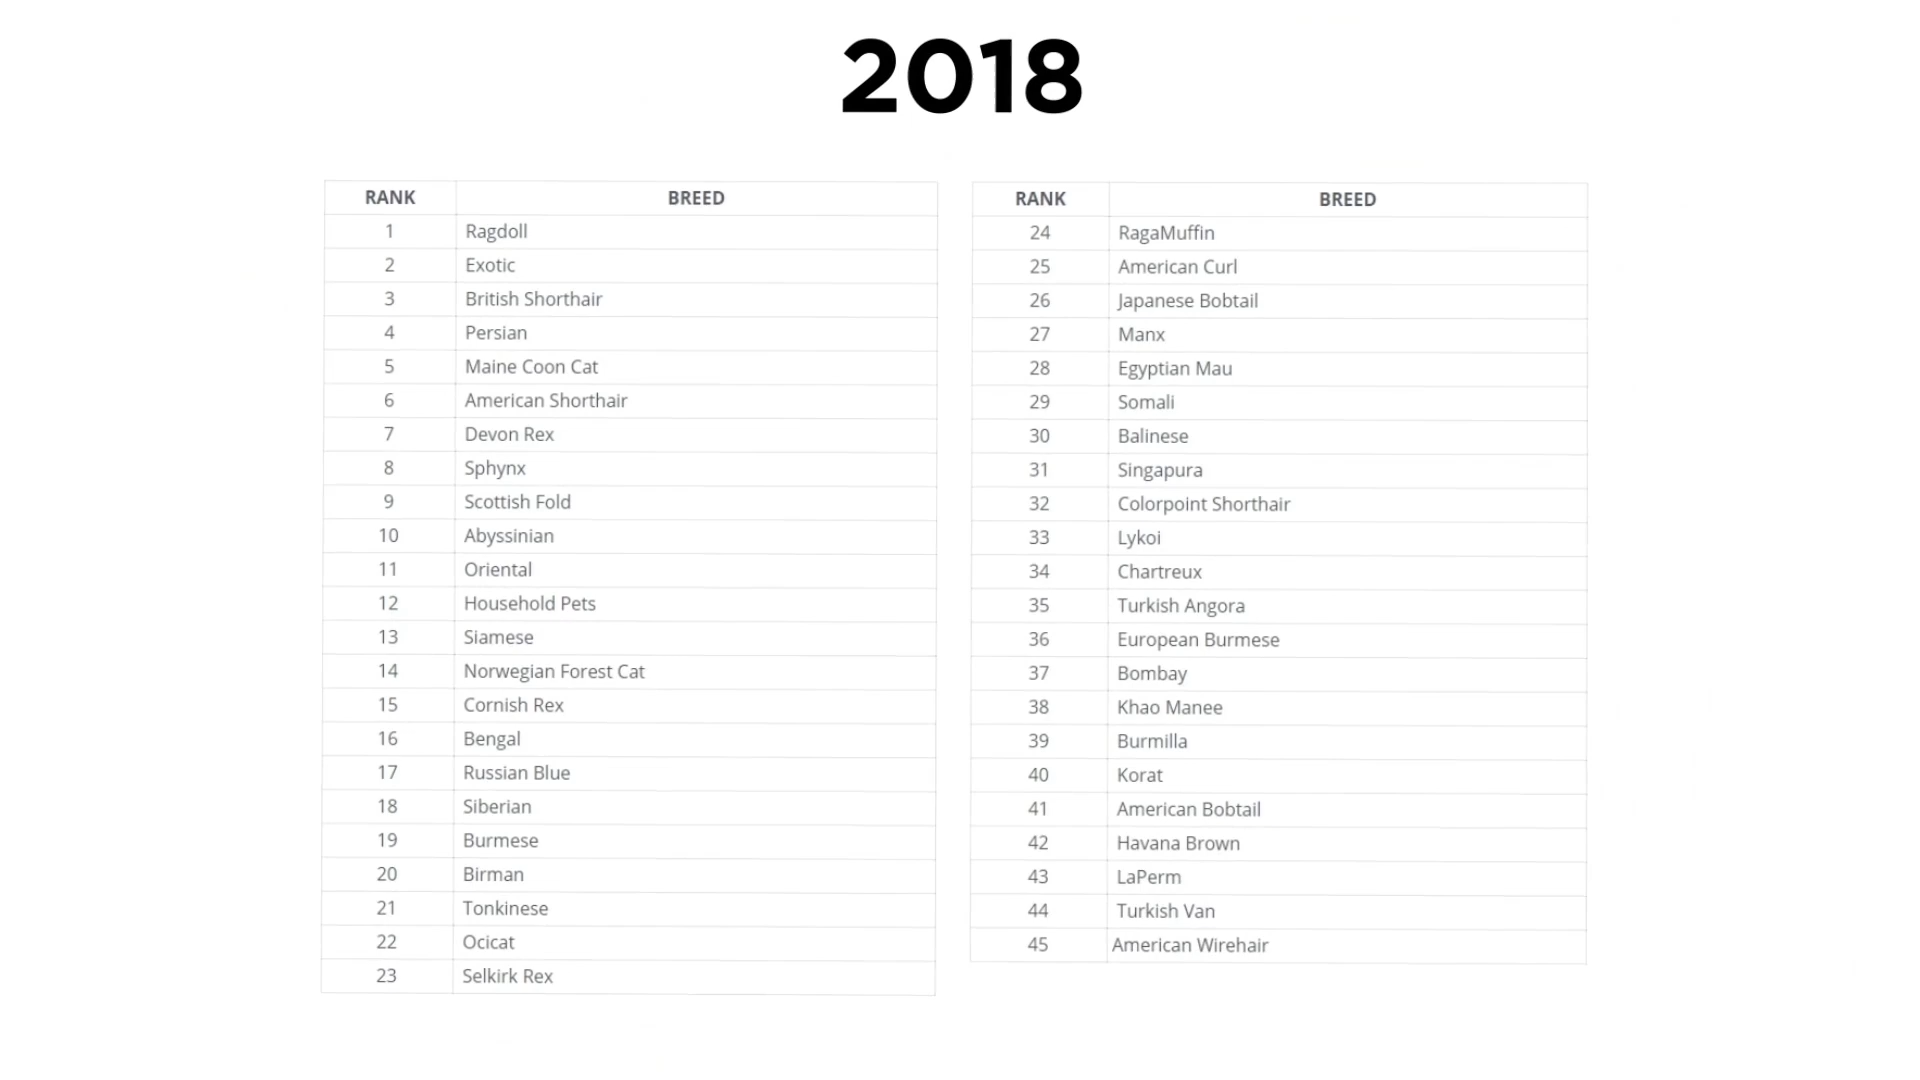 2018
RANK BREED
1 Ragdoll
2 Exotic
3 British Shorthair
4 Persian
5 Maine Coon Cat
6 American Shorthair
7 Devon Rex
8 Sphynx
9 Scottish Fold
10 Abyssinian
11 Oriental
12 Household Pets
13 Siamese
14 Norwegian Forest Cat
15 Cornish Rex
16 Bengal
17 Russian Blue
18 Siberian
19 Burmese
20 Birman
21 Tonkinese
22 Ocicat
23 Selkirk Rex
RANK BREED
24 RagaMuffin
25 American Curl
26 Japanese Bobtail
27 Manx
28 Egyptian Mau
29 Somali
30 Balinese
31 Singapura
32 Colorpoint Shorthair
33 Lykoi
34 Chartreux
35 Turkish Angora
36 European Burmese
37 Bombay
38 Khao Manee
39 Burmilla
40 Korat
41 American Bobtail
42 Havana Brown
43 LaPerm
44 Turkish Van
45 American Wirehair